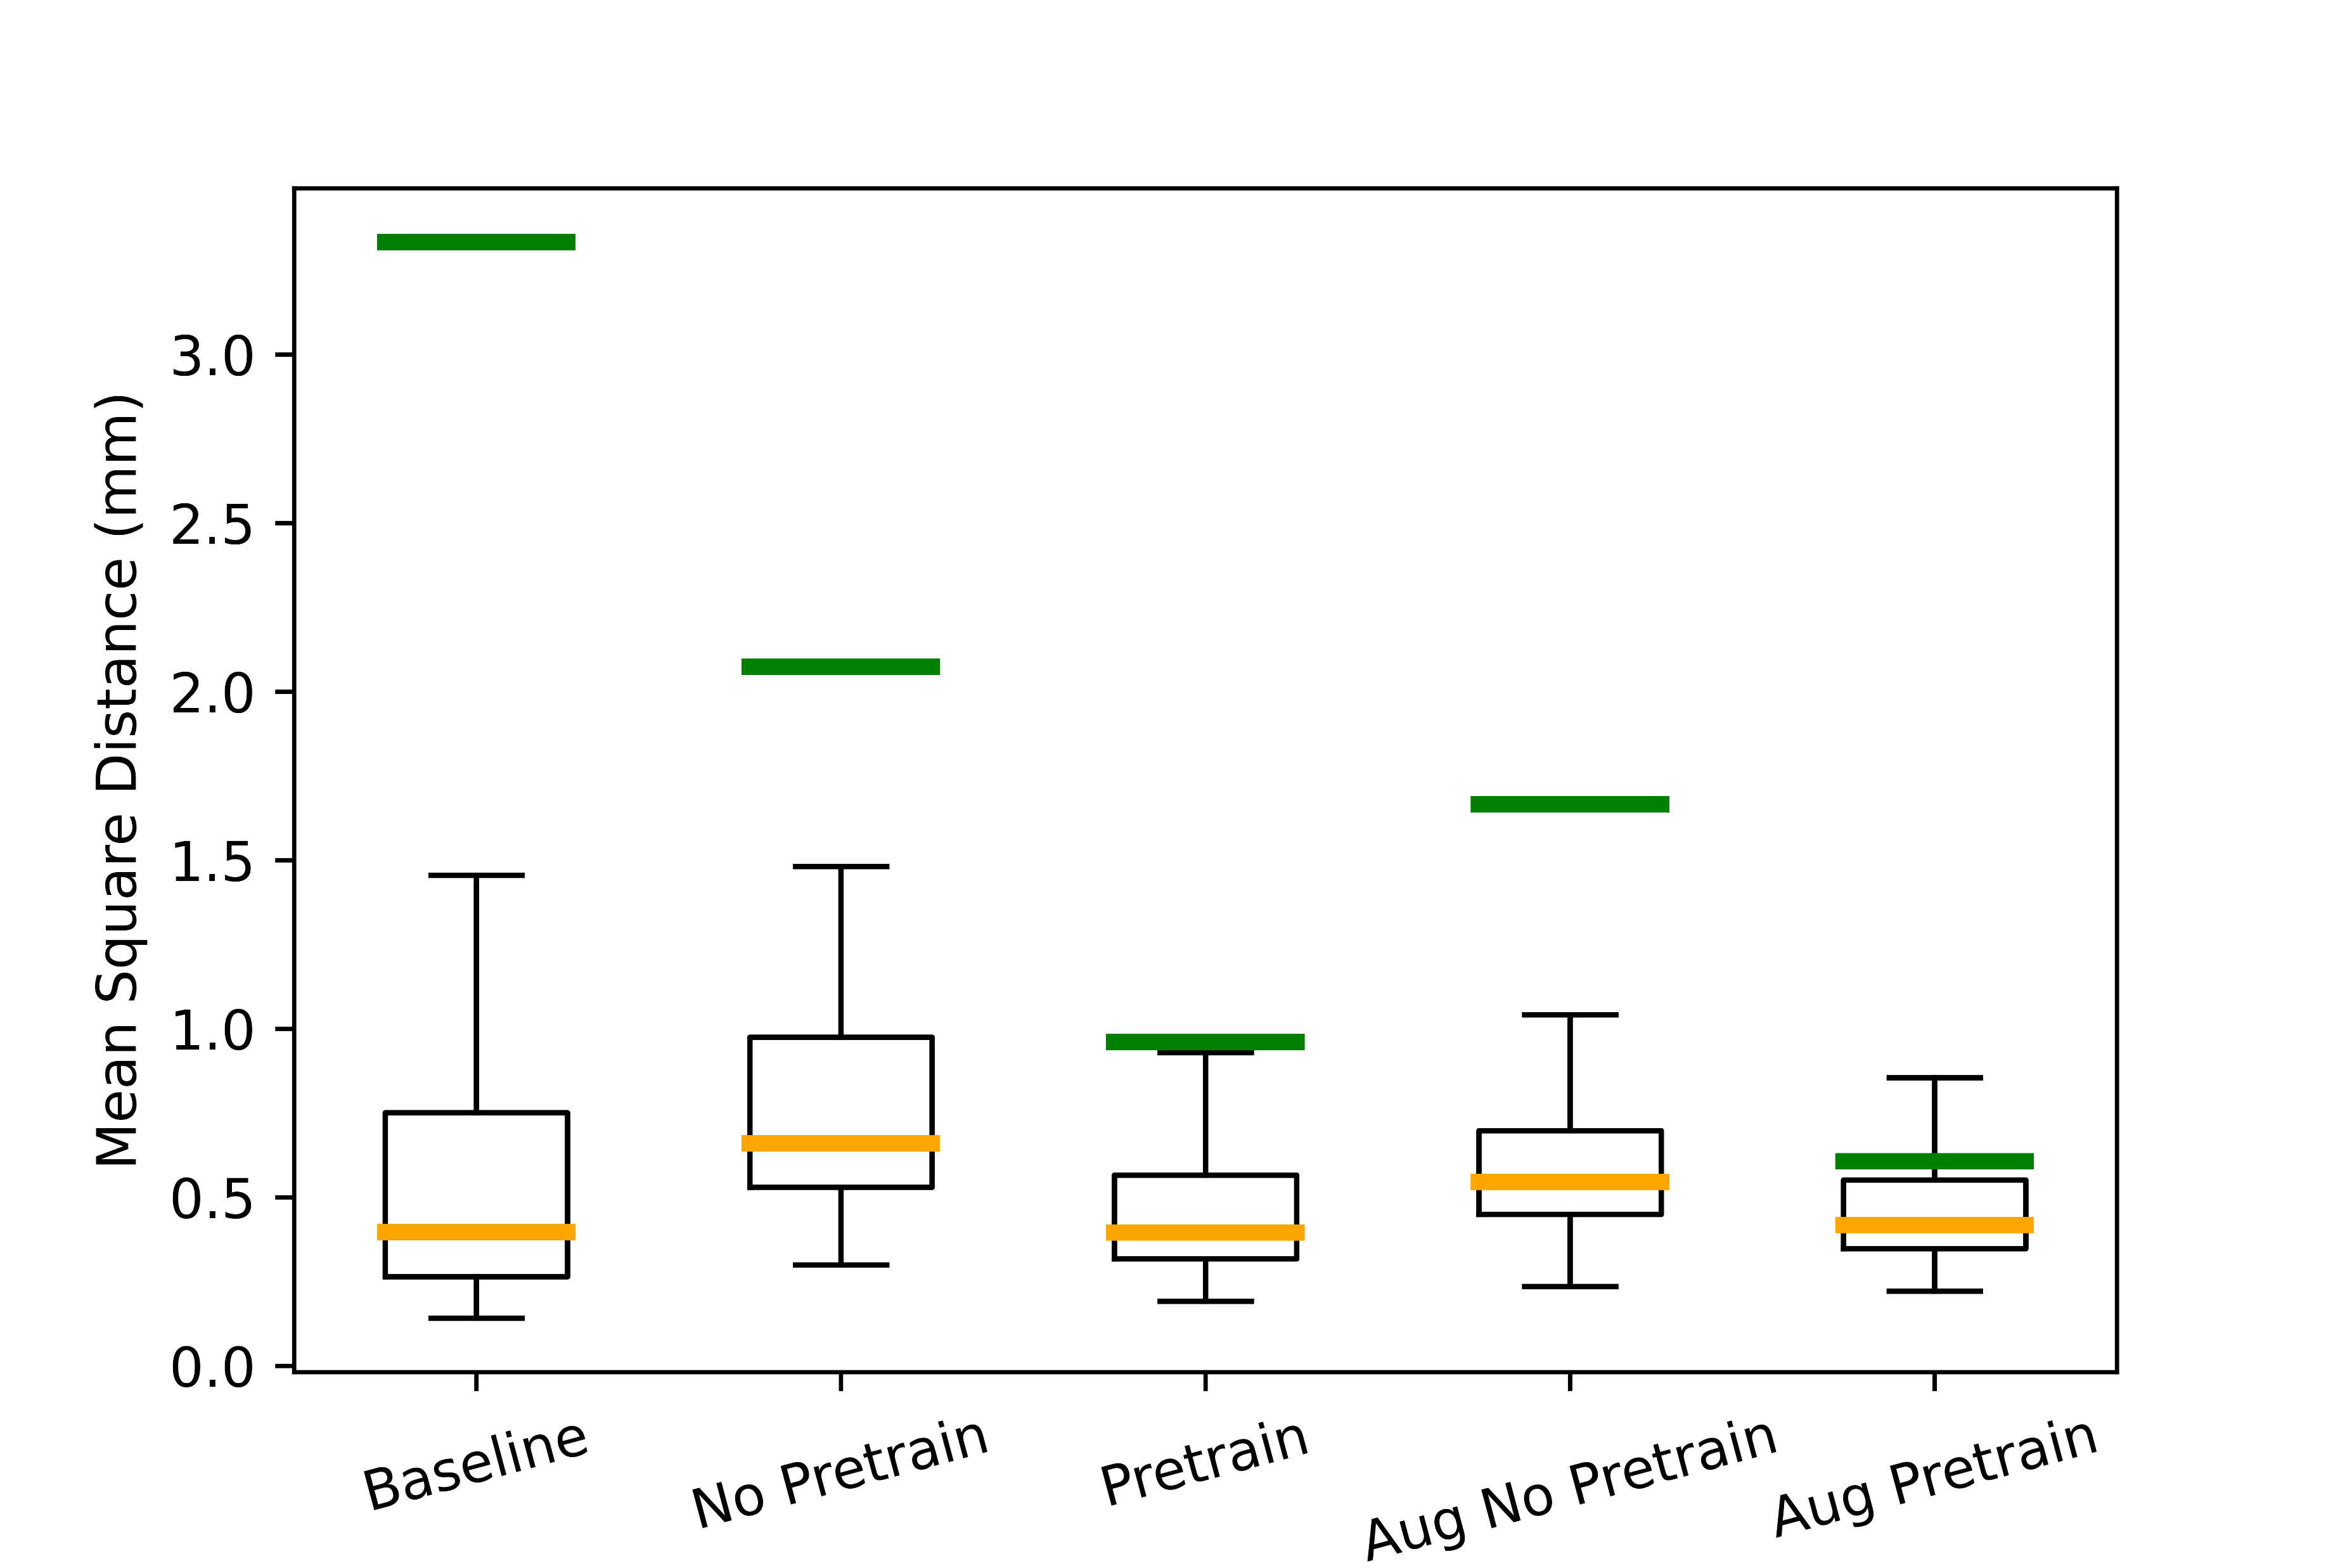 Mean Square Distance (mm)
3.0
2.5
2.0
1.5
1.0
0.5
0.0
Baseline
No Pretrain
Pretrain
Aug No Pretrain
Aug Pretrain